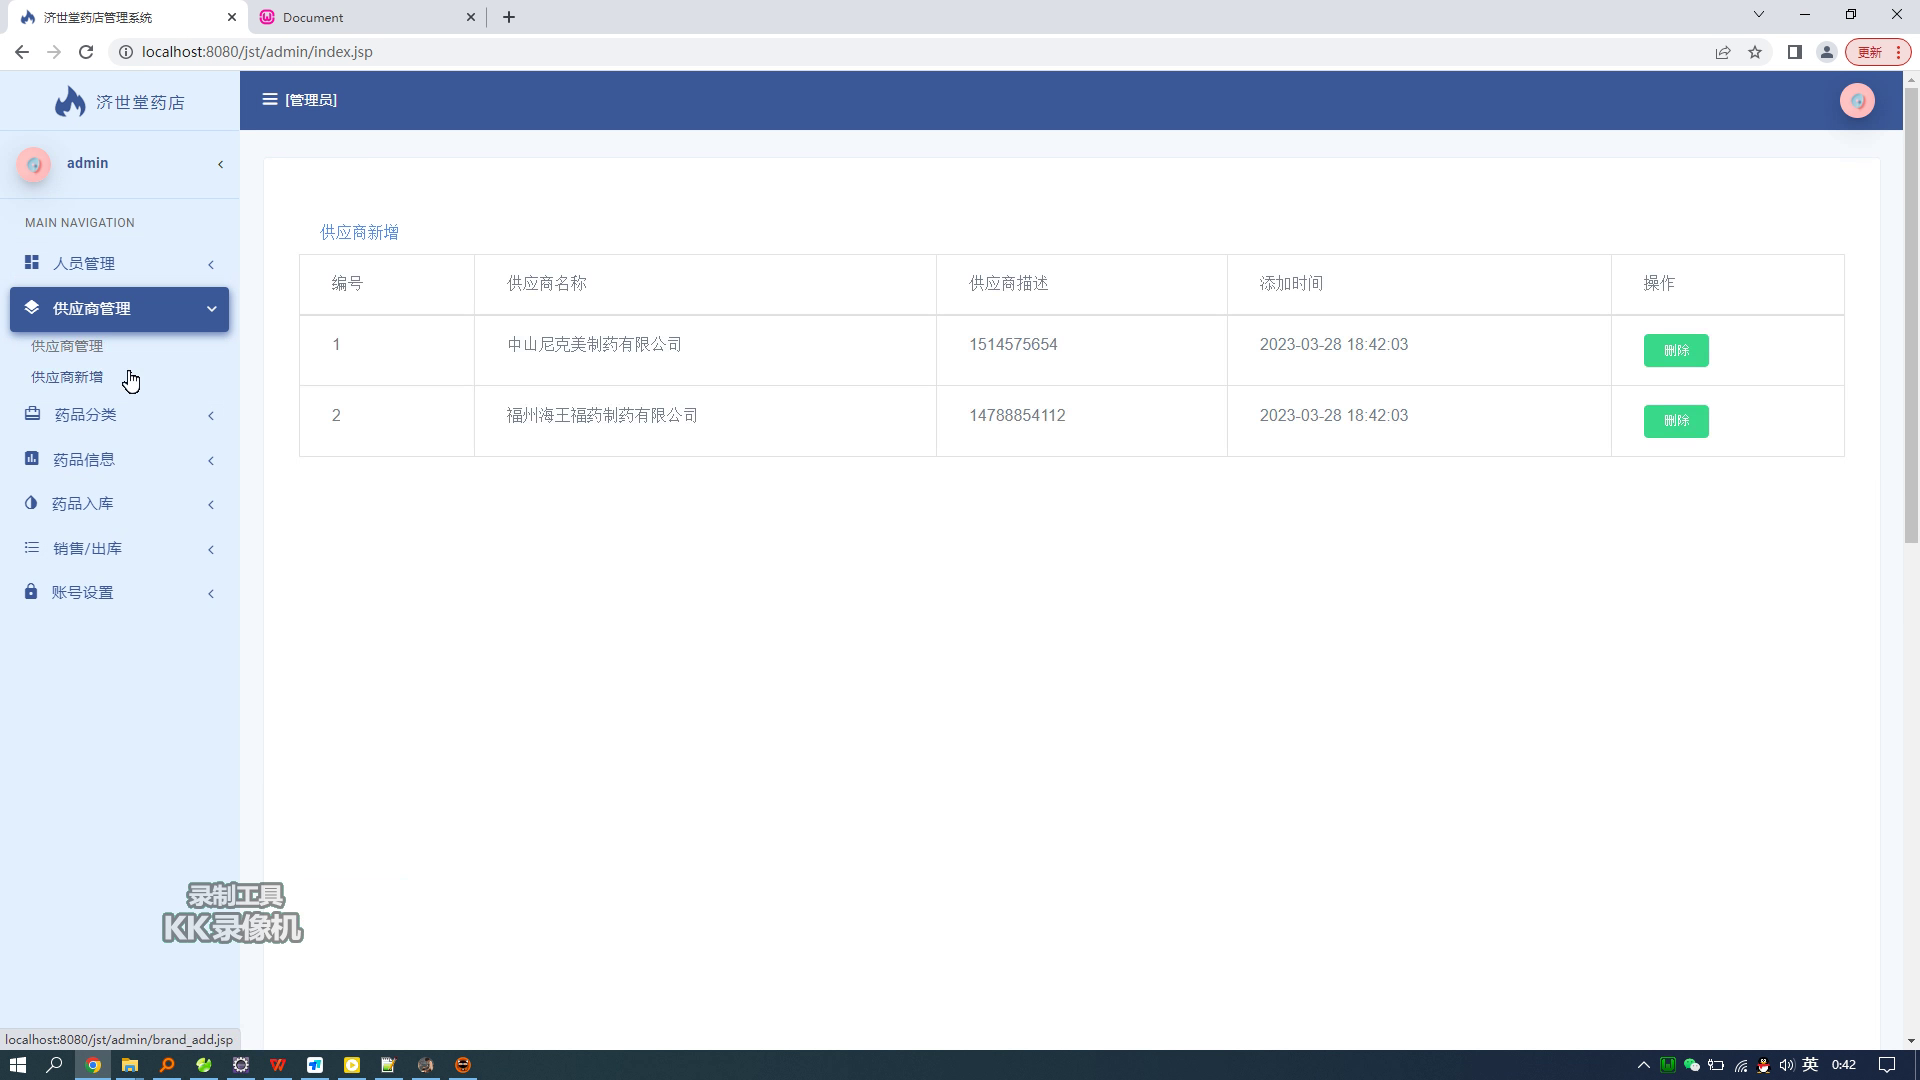 济世堂药店管理系统
Document
localhost:8080/jst/admin/index.jsp
更新
济世堂药店
[管理员]
admin
MAIN NAVIGATION
人员管理
供应商管理
供应商管理
供应商新增
药品分类
药品信息
药品入库
销售/出库
账号设置
供应商新增
编号 供应商名称 供应商描述 添加时间 操作
1 中山尼克美制药有限公司 1514575654 2023-03-28 18:42:03 删除
2 福州海王福药制药有限公司 14788854112 2023-03-28 18:42:03 删除
录制工具
KK录像机
localhost:8080/jst/admin/brand_add.jsp
英 0:42